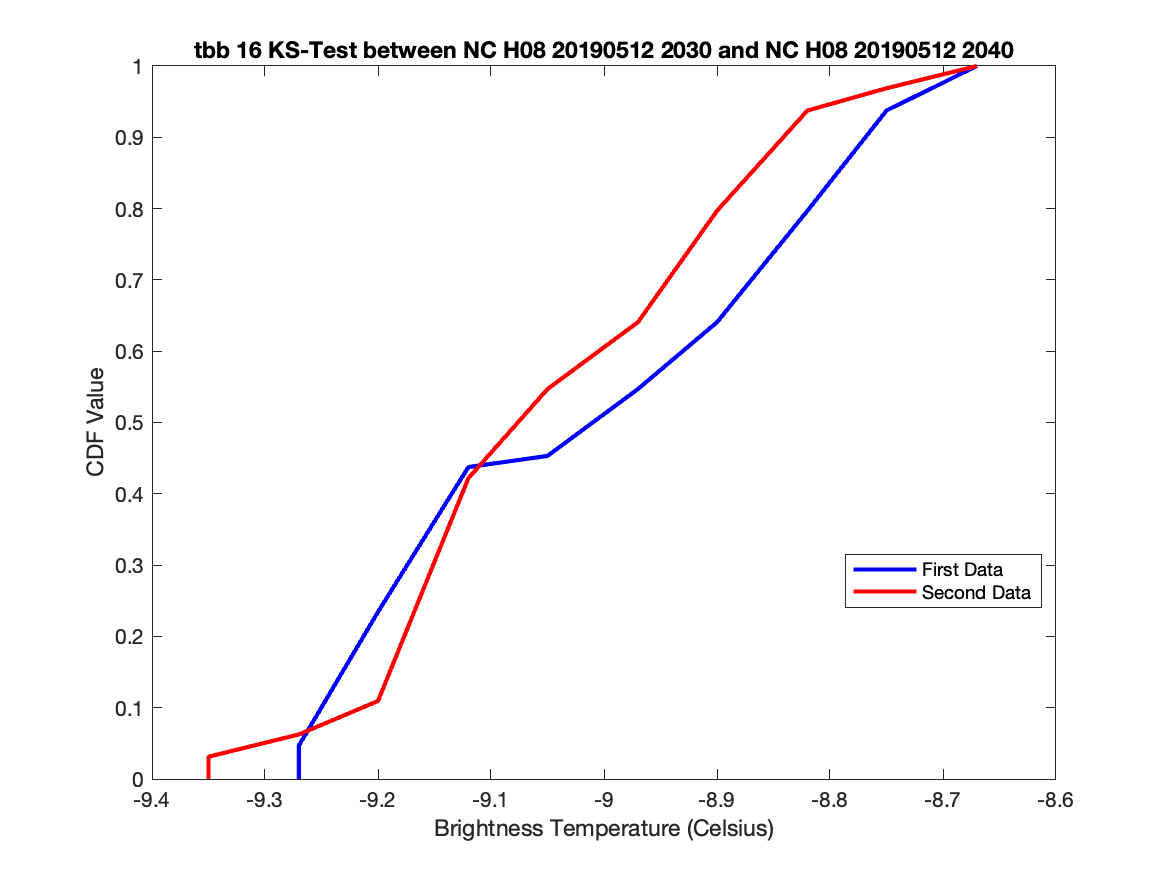 tbb 16 KS-Test between NC H08 20190512 2030 and NC H08 20190512 2040
1
0.9
0.8
0.7
0.6
0.5
0.4
0.3
0.2
0.1
0
CDF Value
First Data
Second Data
-9.4 -9.3 -9.2 -9.1 -9 -8.9 -8.8 -8.7 -8.6
Brightness Temperature (Celsius)